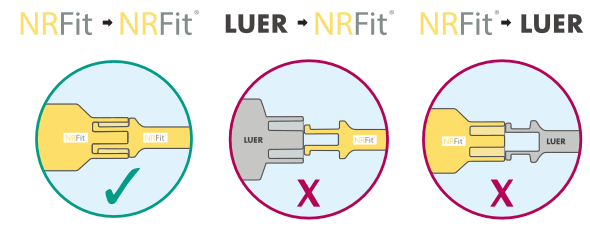 NRFit → NRFit®
LUER → NRFit®
NRFit® → LUER
NRFit NRFit
LUER NRFit
NRFit LUER
X
X